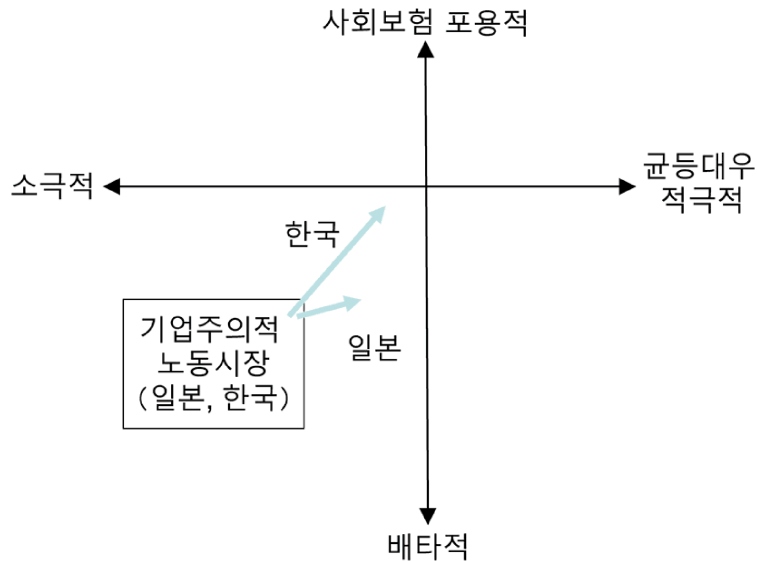 사회보험 포용적
소극적
균등대우
적극적
한국
기업주의적
노동시장
(일본, 한국)
일본
배타적